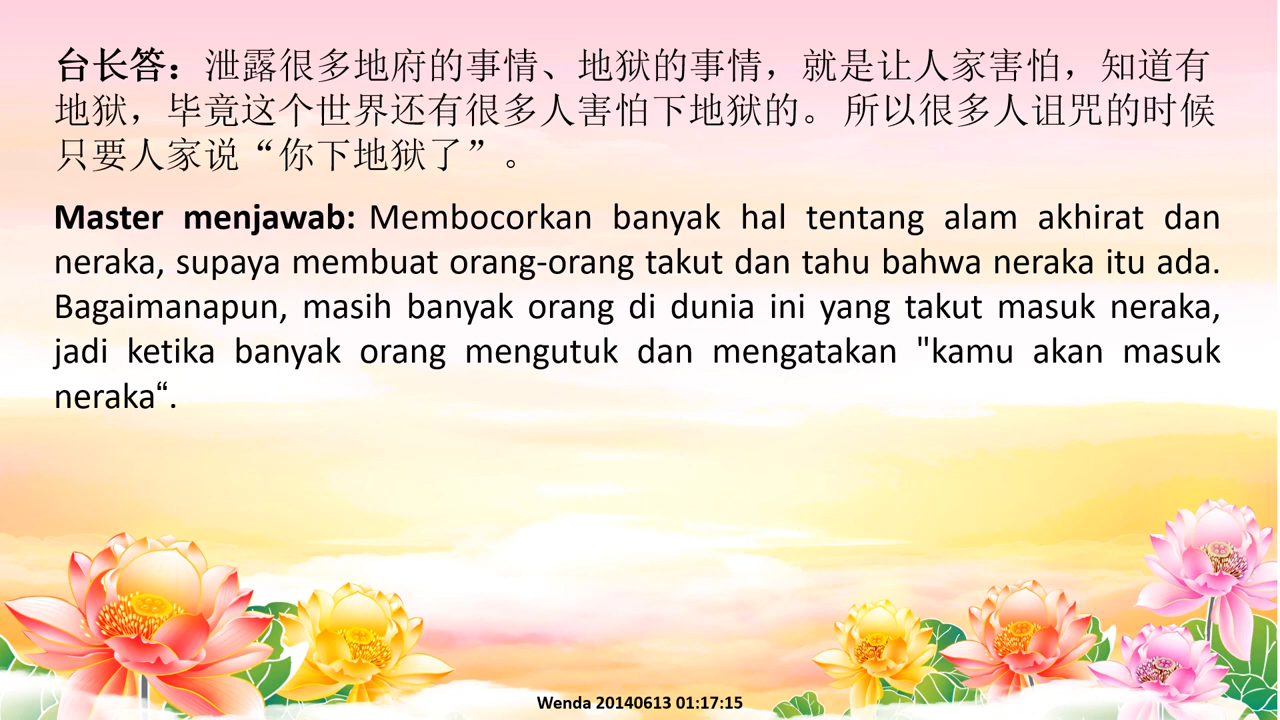 台长答：泄露很多地府的事情、地狱的事情，就是让人家害怕，知道有
地狱，毕竟这个世界还有很多人害怕下地狱的。所以很多人诅咒的时候
只要人家说“你下地狱了”。
Master menjawab: Membocorkan banyak hal tentang alam akhirat dan
neraka, supaya membuat orang-orang takut dan tahu bahwa neraka itu ada.
Bagaimanapun, masih banyak orang di dunia ini yang takut masuk neraka,
jadi ketika banyak orang mengutuk dan mengatakan "kamu akan masuk
neraka“.
Wenda 20140613 01:17:15